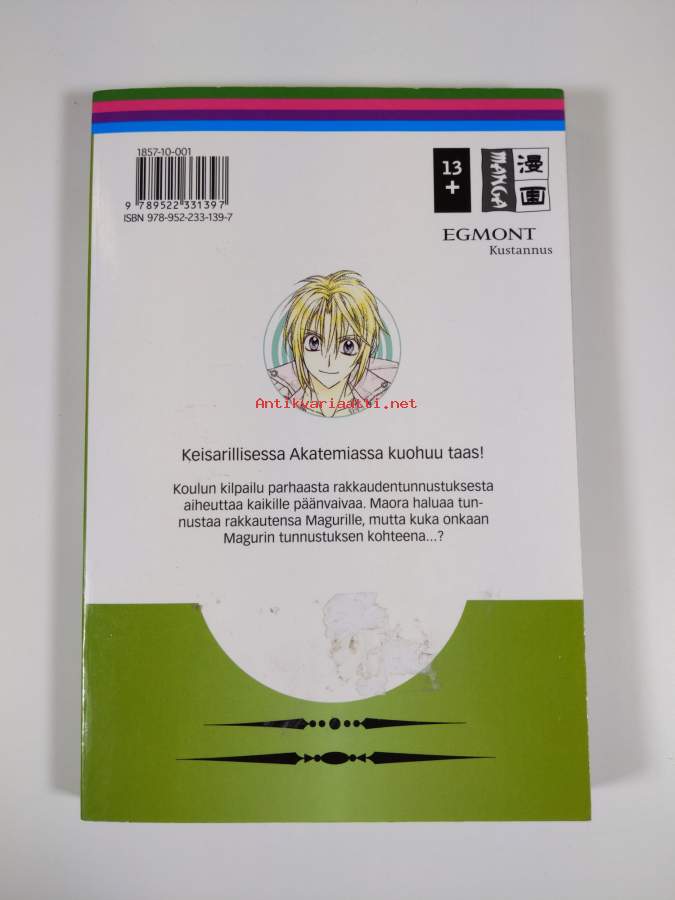 1857-10-001
9 789522 331397
ISBN 978-952-233-139-7
13
+
MANGA
漫
画
EGMONT
Kustannus
Antikvariaatti.net
Keisarillisessa Akatemiassa kuohuu taas!
Koulun kilpailu parhaasta rakkaudentunnustuksesta
aiheuttaa kaikille päänvaivaa. Maora haluaa tun-
nustaa rakkautensa Magurille, mutta kuka onkaan
Magurin tunnustuksen kohteena...?